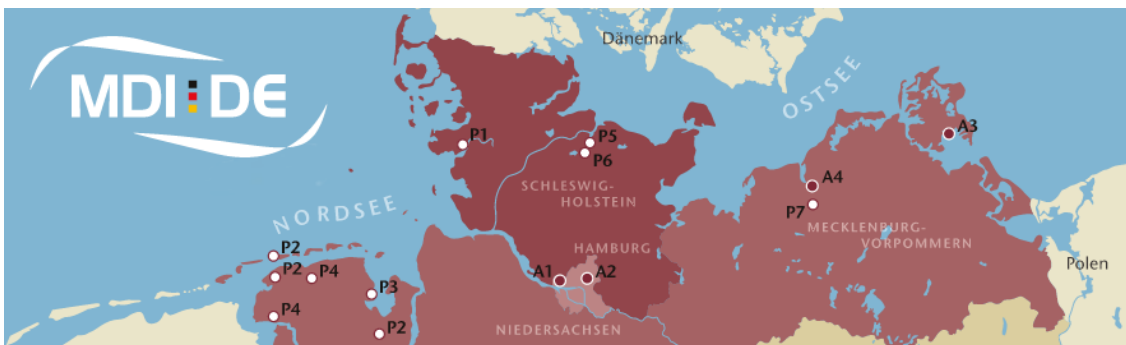 MDI:DE
Dänemark
OSTSEE
NORDSEE
P1
P5
P6
A3
A4
P7
SCHLESWIG-
HOLSTEIN
MECKLENBURG-
VORPOMMERN
HAMBURG
Polen
P2
P2
P4
P3
P4
P2
A1
A2
NIEDERSACHSEN